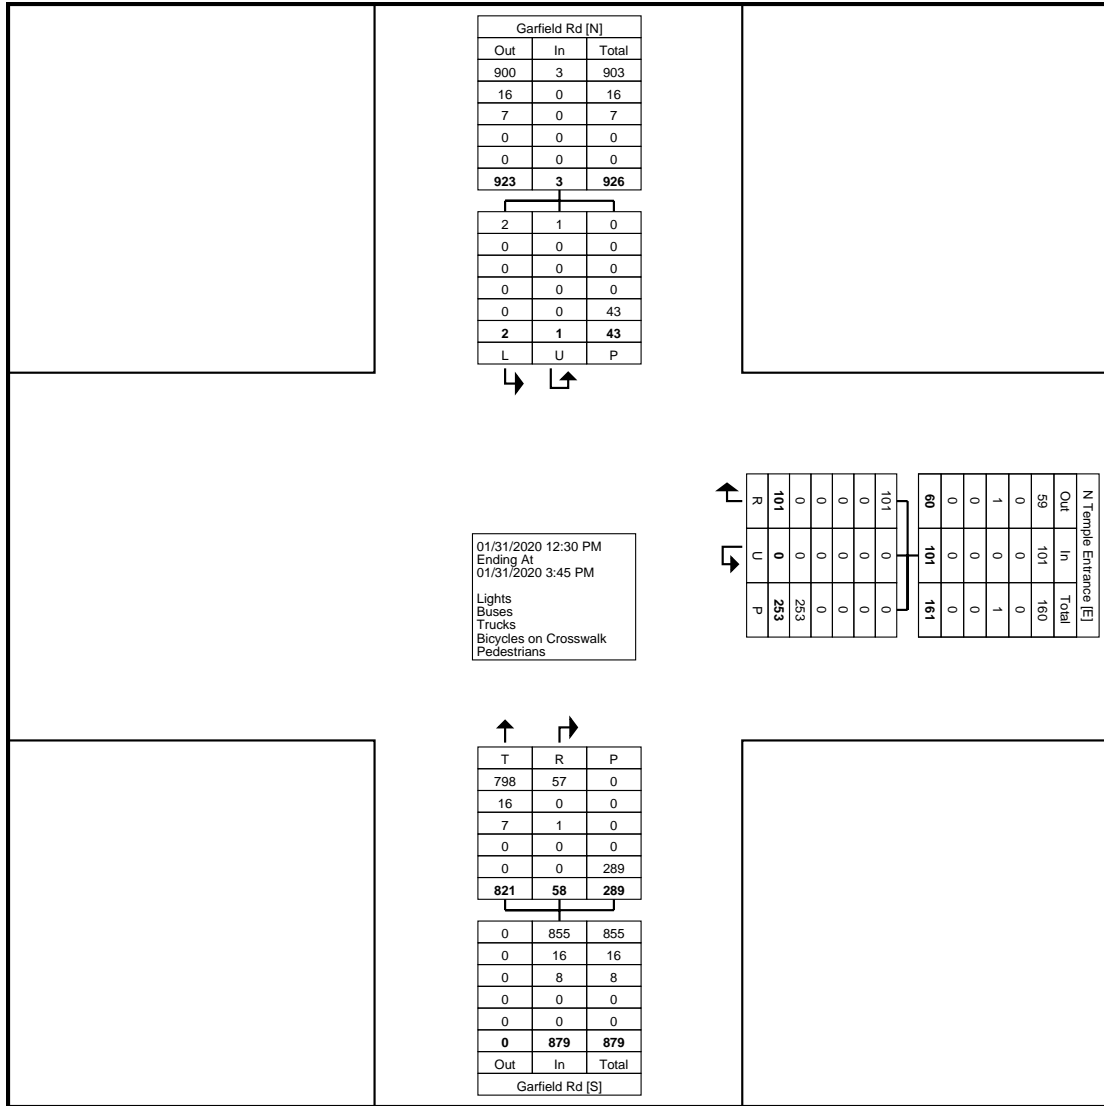 Garfield Rd [N]
Out In Total
900 3 903
16 0 16
7 0 7
0 0 0
0 0 0
923 3 926
2 1 0
0 0 0
0 0 0
0 0 0
0 0 43
2 1 43
L U P
N Temple Entrance [E]
Out In Total
59 101 160
0 0 0
1 0 1
0 0 0
0 0 0
60 101 161
101 0 0
0 0 0
0 0 0
0 0 0
0 0 253
101 0 253
R U P
01/31/2020 12:30 PM
Ending At
01/31/2020 3:45 PM
Lights
Buses
Trucks
Bicycles on Crosswalk
Pedestrians
T R P
798 57 0
16 0 0
7 1 0
0 0 0
0 0 289
821 58 289
0 855 855
0 16 16
0 8 8
0 0 0
0 0 0
0 879 879
Out In Total
Garfield Rd [S]